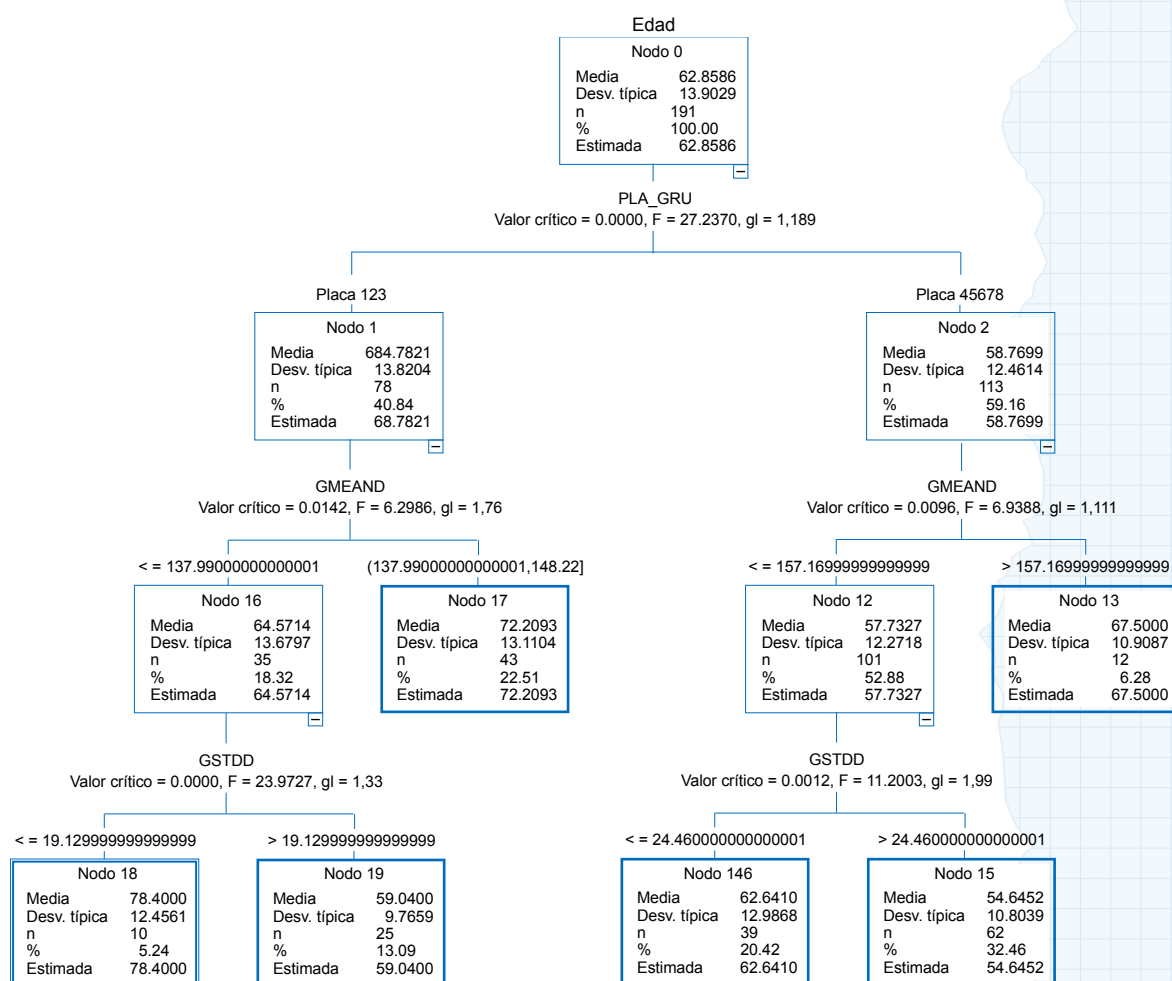 Edad
Nodo 0
Media 62.8586
Desv. típica 13.9029
n 191
% 100.00
Estimada 62.8586
PLA_GRU
Valor crítico = 0.0000, F = 27.2370, gl = 1,189
Placa 123
Nodo 1
Media 684.7821
Desv. típica 13.8204
n 78
% 40.84
Estimada 68.7821
Placa 45678
Nodo 2
Media 58.7699
Desv. típica 12.4614
n 113
% 59.16
Estimada 58.7699
GMEAND
Valor crítico = 0.0142, F = 6.2986, gl = 1,76
GMEAND
Valor crítico = 0.0096, F = 6.9388, gl = 1,111
< = 137.99000000000001
Nodo 16
Media 64.5714
Desv. típica 13.6797
n 35
% 18.32
Estimada 64.5714
(137.99000000000001,148.22]
Nodo 17
Media 72.2093
Desv. típica 13.1104
n 43
% 22.51
Estimada 72.2093
< = 157.16999999999999
Nodo 12
Media 57.7327
Desv. típica 12.2718
n 101
% 52.88
Estimada 57.7327
> 157.16999999999999
Nodo 13
Media 67.5000
Desv. típica 10.9087
n 12
% 6.28
Estimada 67.5000
GSTDD
Valor crítico = 0.0000, F = 23.9727, gl = 1,33
GSTDD
Valor crítico = 0.0012, F = 11.2003, gl = 1,99
< = 19.129999999999999
Nodo 18
Media 78.4000
Desv. típica 12.4561
n 10
% 5.24
Estimada 78.4000
> 19.129999999999999
Nodo 19
Media 59.0400
Desv. típica 9.7659
n 25
% 13.09
Estimada 59.0400
< = 24.460000000000001
Nodo 146
Media 62.6410
Desv. típica 12.9868
n 39
% 20.42
Estimada 62.6410
> 24.460000000000001
Nodo 15
Media 54.6452
Desv. típica 10.8039
n 62
% 32.46
Estimada 54.6452